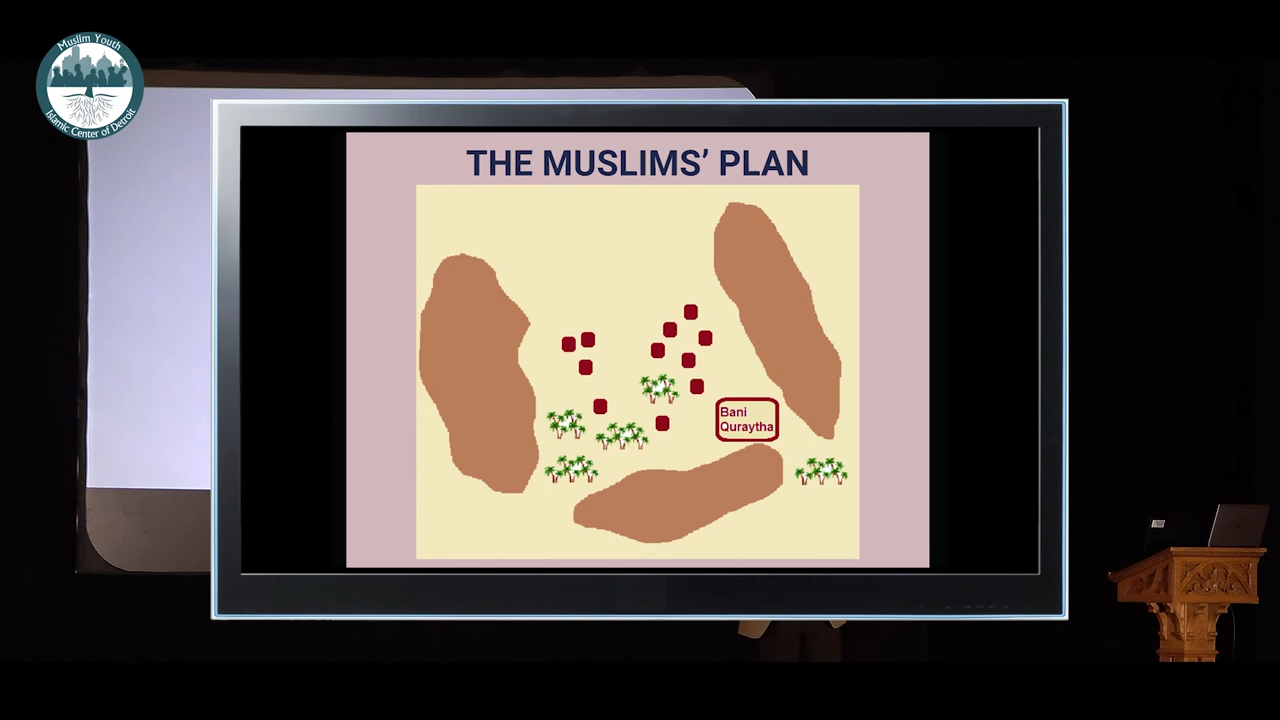 Muslim Youth
Islamic Center of Detroit
THE MUSLIMS’ PLAN
Bani
Quraytha